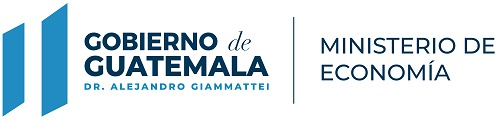 GOBIERNO de
GUATEMALA
DR. ALEJANDRO GIAMMATTEI
MINISTERIO DE
ECONOMÍA